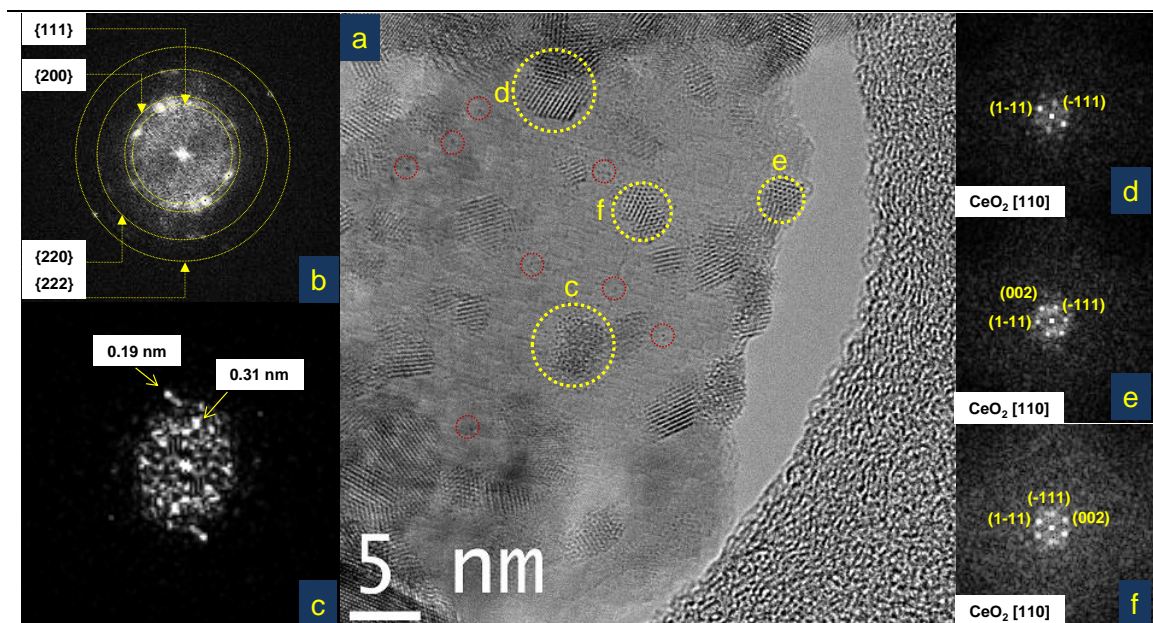 {111}
{200}
{220}
{222}
b
0.19 nm
0.31 nm
c
a
d
e
f
c
5 nm
(1-11)
(-111)
CeO₂ [110]
d
(002)
(1-11)
(-111)
CeO₂ [110]
e
(-111)
(1-11)
(002)
CeO₂ [110]
f